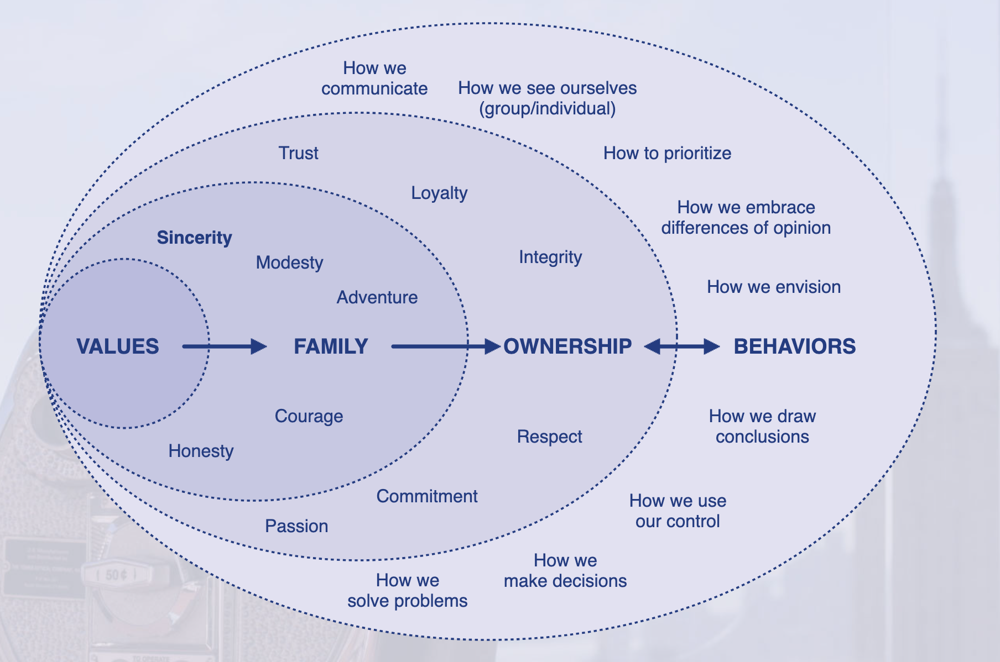 How we
communicate
How we see ourselves
(group/individual)
Trust
How to prioritize
Loyalty
How we embrace
differences of opinion
Sincerity
Modesty
Integrity
Adventure
How we envision
VALUES
FAMILY
OWNERSHIP
BEHAVIORS
Courage
How we draw
conclusions
Honesty
Respect
Commitment
How we use
our control
Passion
How we
make decisions
How we
solve problems
50¢
TO OPERATE